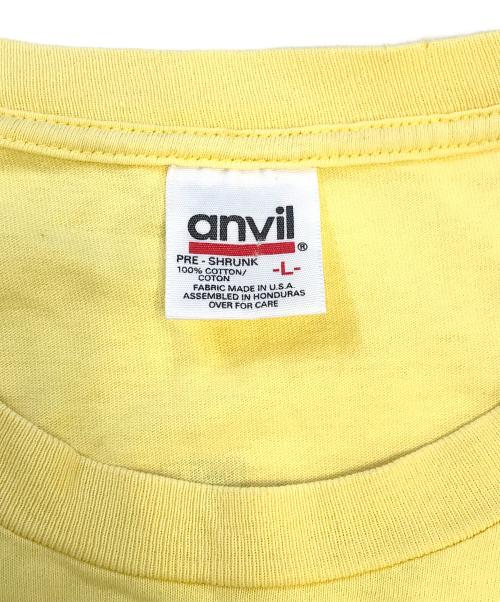 anvil®
PRE - SHRUNK
100% COTTON/
COTON
-L-
FABRIC MADE IN U.S.A.
ASSEMBLED IN HONDURAS
OVER FOR CARE